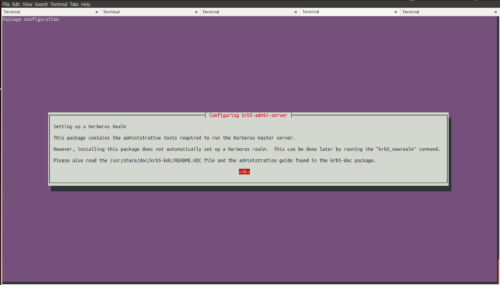 File Edit View Search Terminal Tabs Help
Terminal × Terminal × Terminal × Terminal × Terminal ×
Package configuration
Configuring krb5-admin-server
Setting up a Kerberos Realm
This package contains the administrative tools required to run the Kerberos master server.
However, installing this package does not automatically set up a Kerberos realm. This can be done later by running the "krb5_newrealm" command.
Please also read the /usr/share/doc/krb5-kdc/README.KDC file and the administration guide found in the krb5-doc package.
<Ok>